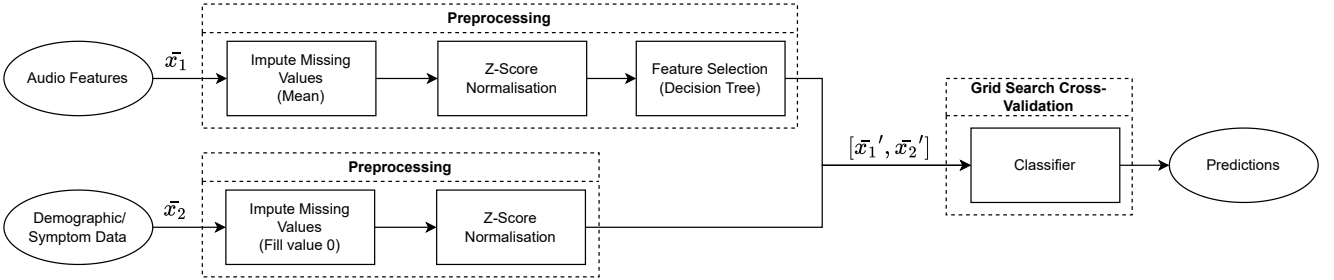 Preprocessing
Audio Features
x̄₁
Impute Missing
Values
(Mean)
Z-Score
Normalisation
Feature Selection
(Decision Tree)
Preprocessing
Demographic/
Symptom Data
x̄₂
Impute Missing
Values
(Fill value 0)
Z-Score
Normalisation
[x̄₁′, x̄₂′]
Grid Search Cross-
Validation
Classifier
Predictions